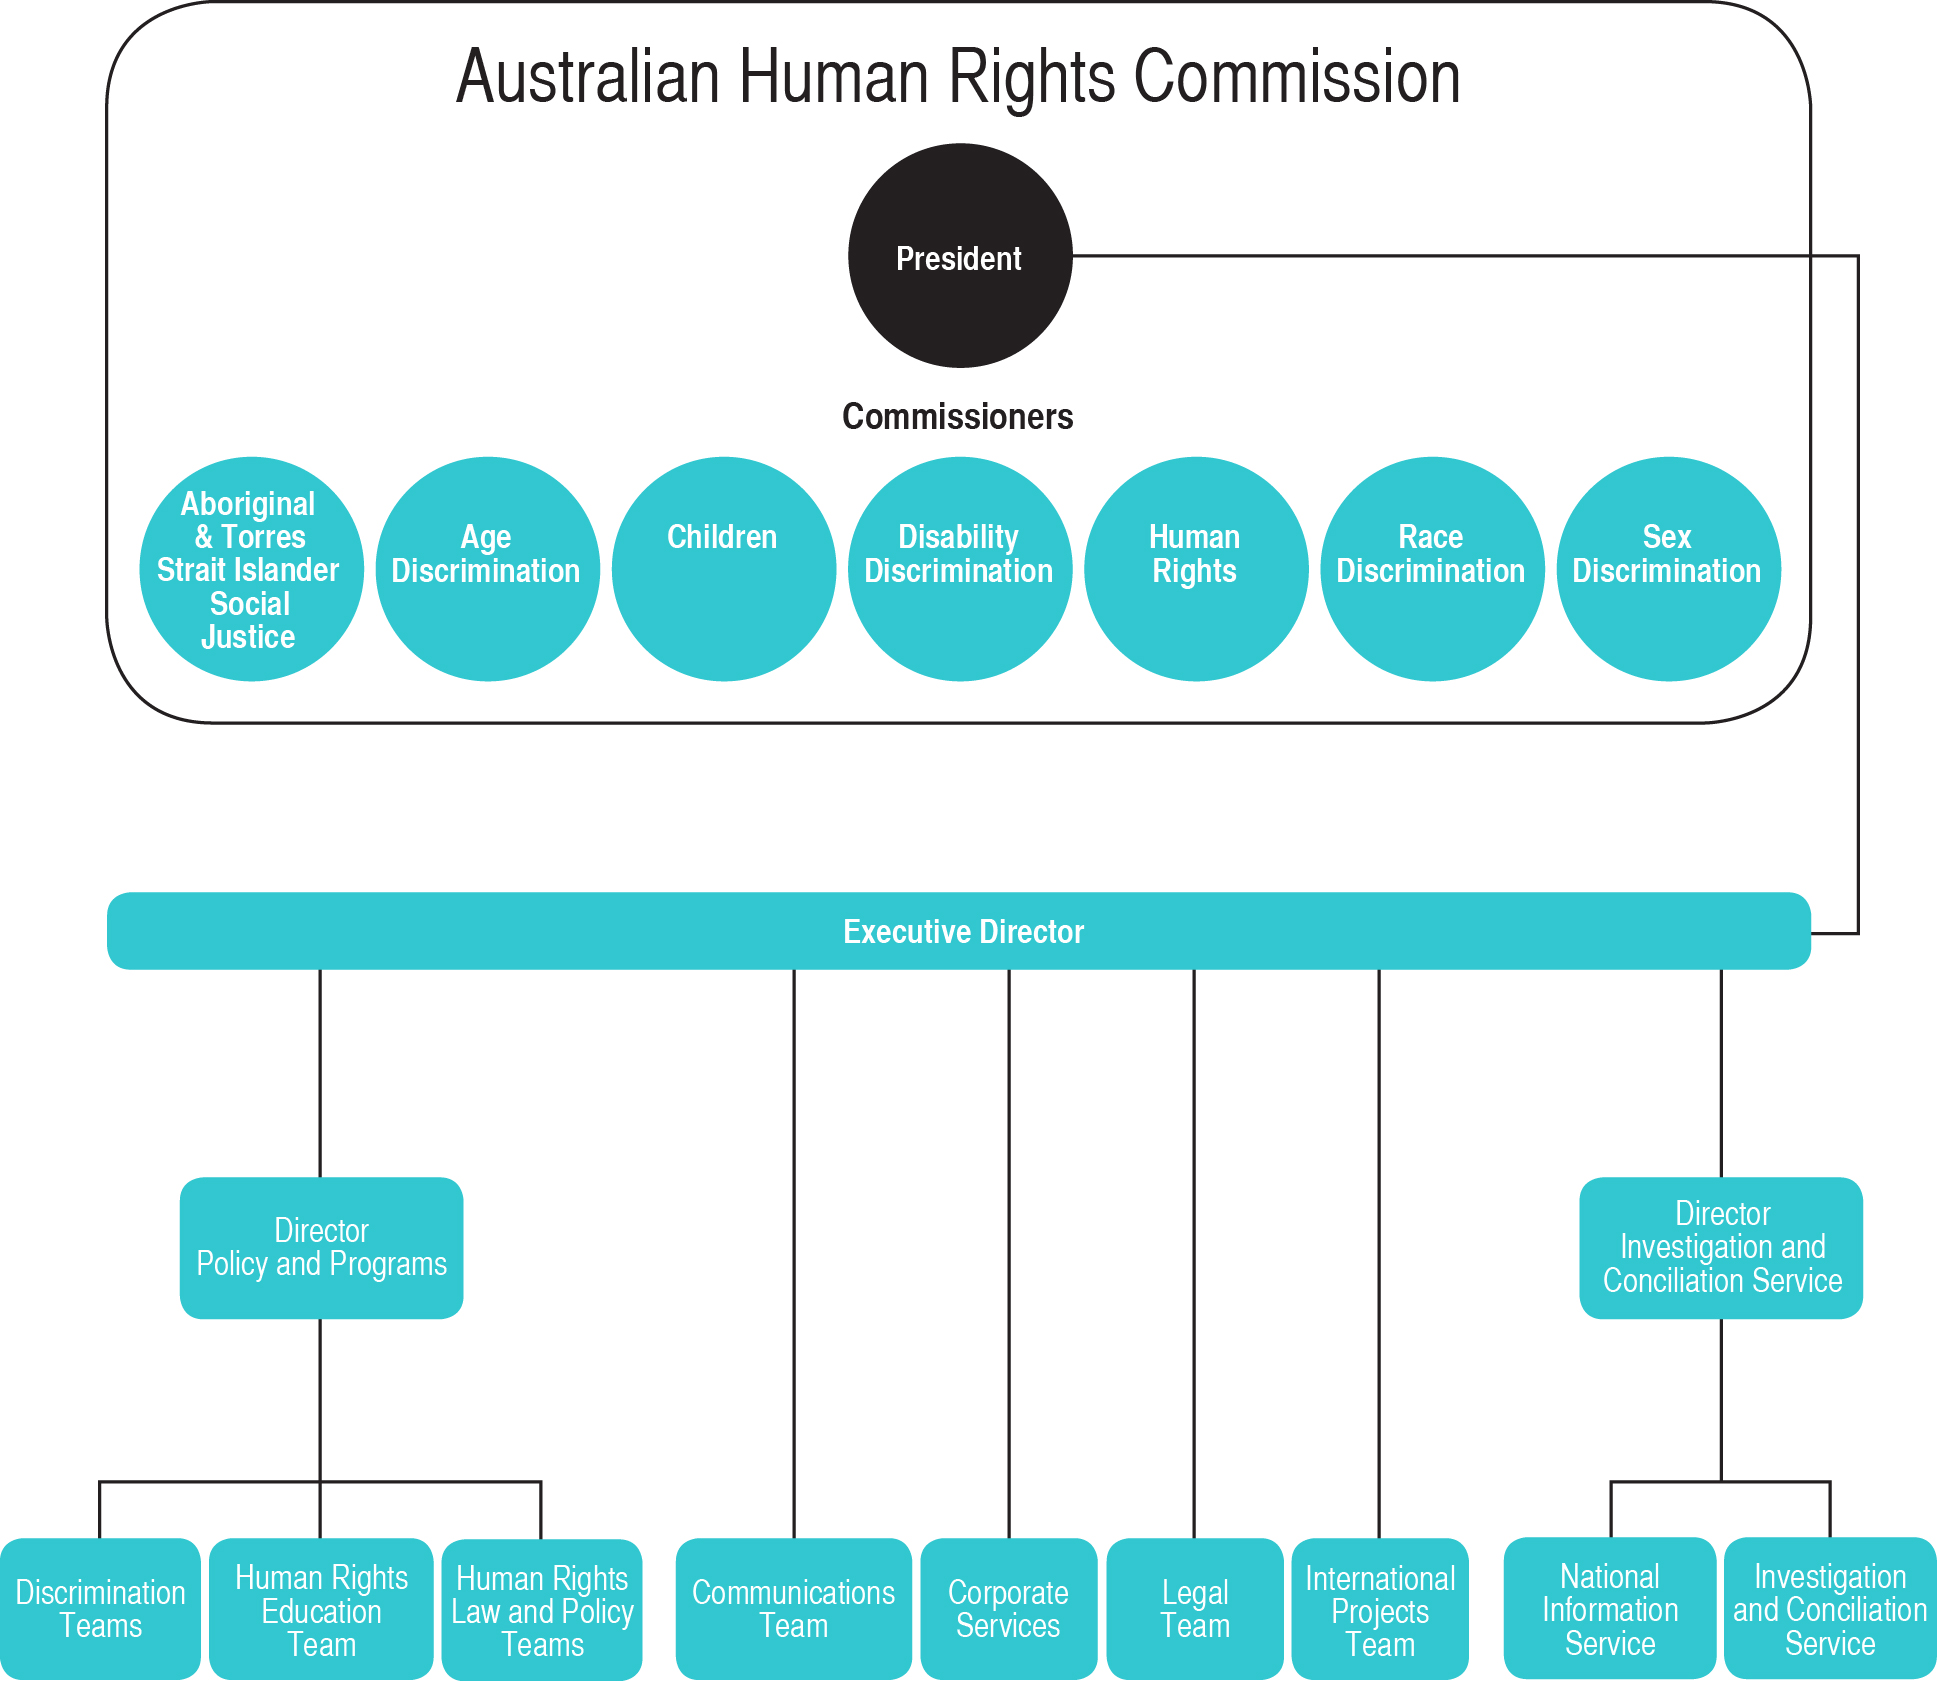 Australian Human Rights Commission
President
Commissioners
Aboriginal
& Torres
Strait Islander
Social
Justice
Age
Discrimination
Children
Disability
Discrimination
Human
Rights
Race
Discrimination
Sex
Discrimination
Executive Director
Director
Policy and Programs
Director
Investigation and
Conciliation Service
Discrimination
Teams
Human Rights
Education
Team
Human Rights
Law and Policy
Teams
Communications
Team
Corporate
Services
Legal
Team
International
Projects
Team
National
Information
Service
Investigation
and Conciliation
Service